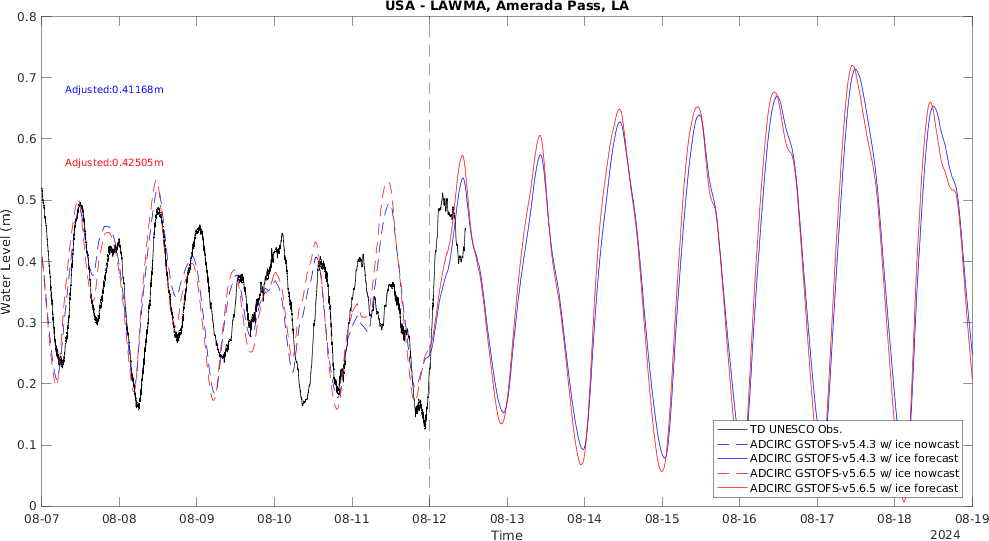 USA - LAWMA, Amerada Pass, LA
0.8
0.7
0.6
0.5
0.4
0.3
0.2
0.1
0
Water Level (m)
Adjusted:0.41168m
Adjusted:0.42505m
TD UNESCO Obs.
ADCIRC GSTOFS-v5.4.3 w/ ice nowcast
ADCIRC GSTOFS-v5.4.3 w/ ice forecast
ADCIRC GSTOFS-v5.6.5 w/ ice nowcast
ADCIRC GSTOFS-v5.6.5 w/ ice forecast
08-07 08-08 08-09 08-10 08-11 08-12 08-13 08-14 08-15 08-16 08-17 08-18 08-19
Time
2024